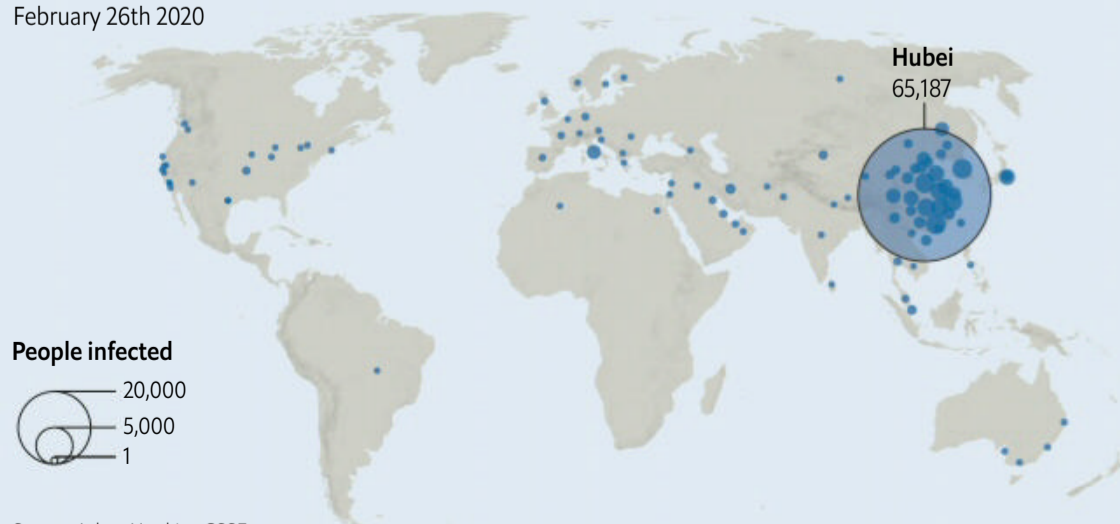 February 26th 2020
Hubei
65,187
People infected
20,000
5,000
1